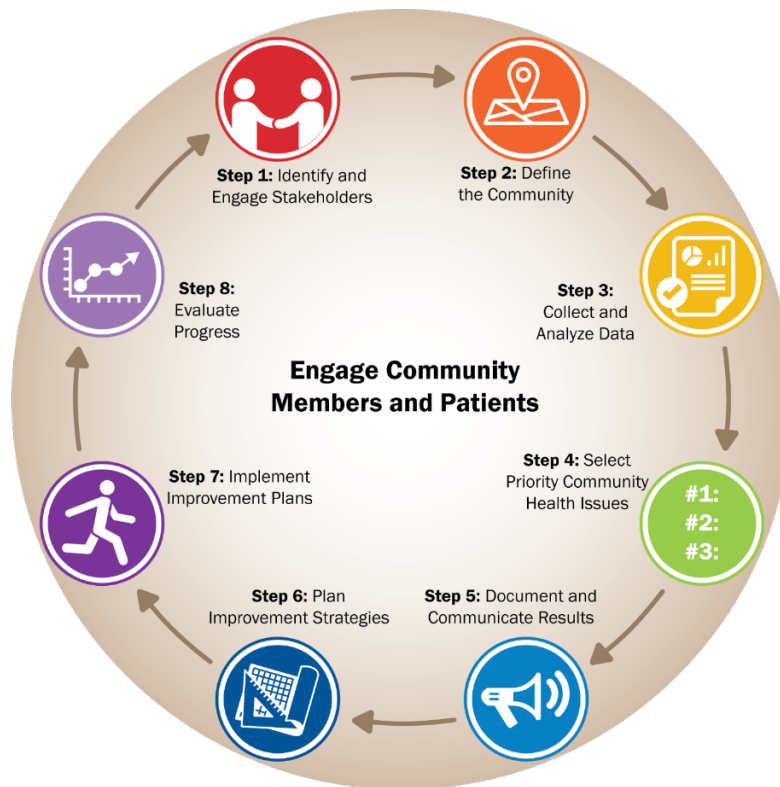 Step 1: Identify and
Engage Stakeholders
Step 2: Define
the Community
Step 3:
Collect and
Analyze Data
Step 4: Select
Priority Community
Health Issues
#1:
#2:
#3:
Step 5: Document and
Communicate Results
Step 6: Plan
Improvement Strategies
Step 7: Implement
Improvement Plans
Step 8:
Evaluate
Progress
Engage Community
Members and Patients